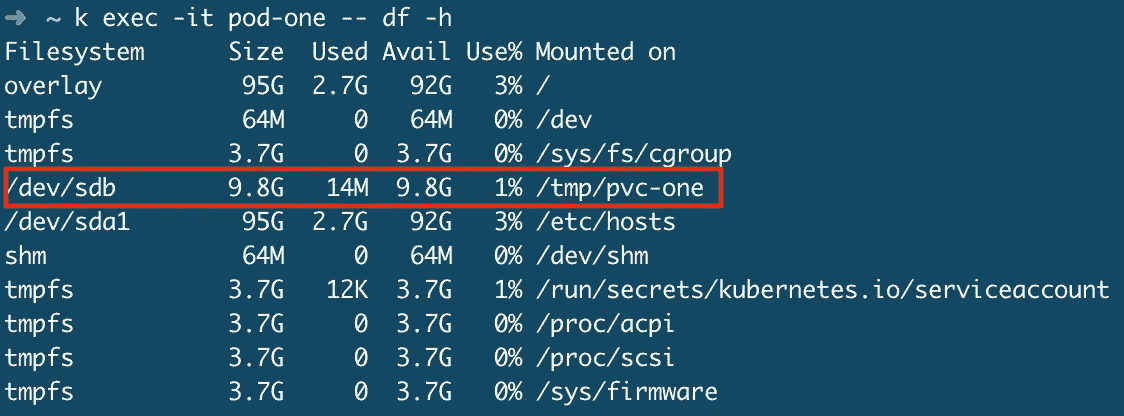 ➜ ~ k exec -it pod-one -- df -h
Filesystem Size Used Avail Use% Mounted on
overlay 95G 2.7G 92G 3% /
tmpfs 64M 0 64M 0% /dev
tmpfs 3.7G 0 3.7G 0% /sys/fs/cgroup
/dev/sdb 9.8G 14M 9.8G 1% /tmp/pvc-one
/dev/sda1 95G 2.7G 92G 3% /etc/hosts
shm 64M 0 64M 0% /dev/shm
tmpfs 3.7G 12K 3.7G 1% /run/secrets/kubernetes.io/serviceaccount
tmpfs 3.7G 0 3.7G 0% /proc/acpi
tmpfs 3.7G 0 3.7G 0% /proc/scsi
tmpfs 3.7G 0 3.7G 0% /sys/firmware